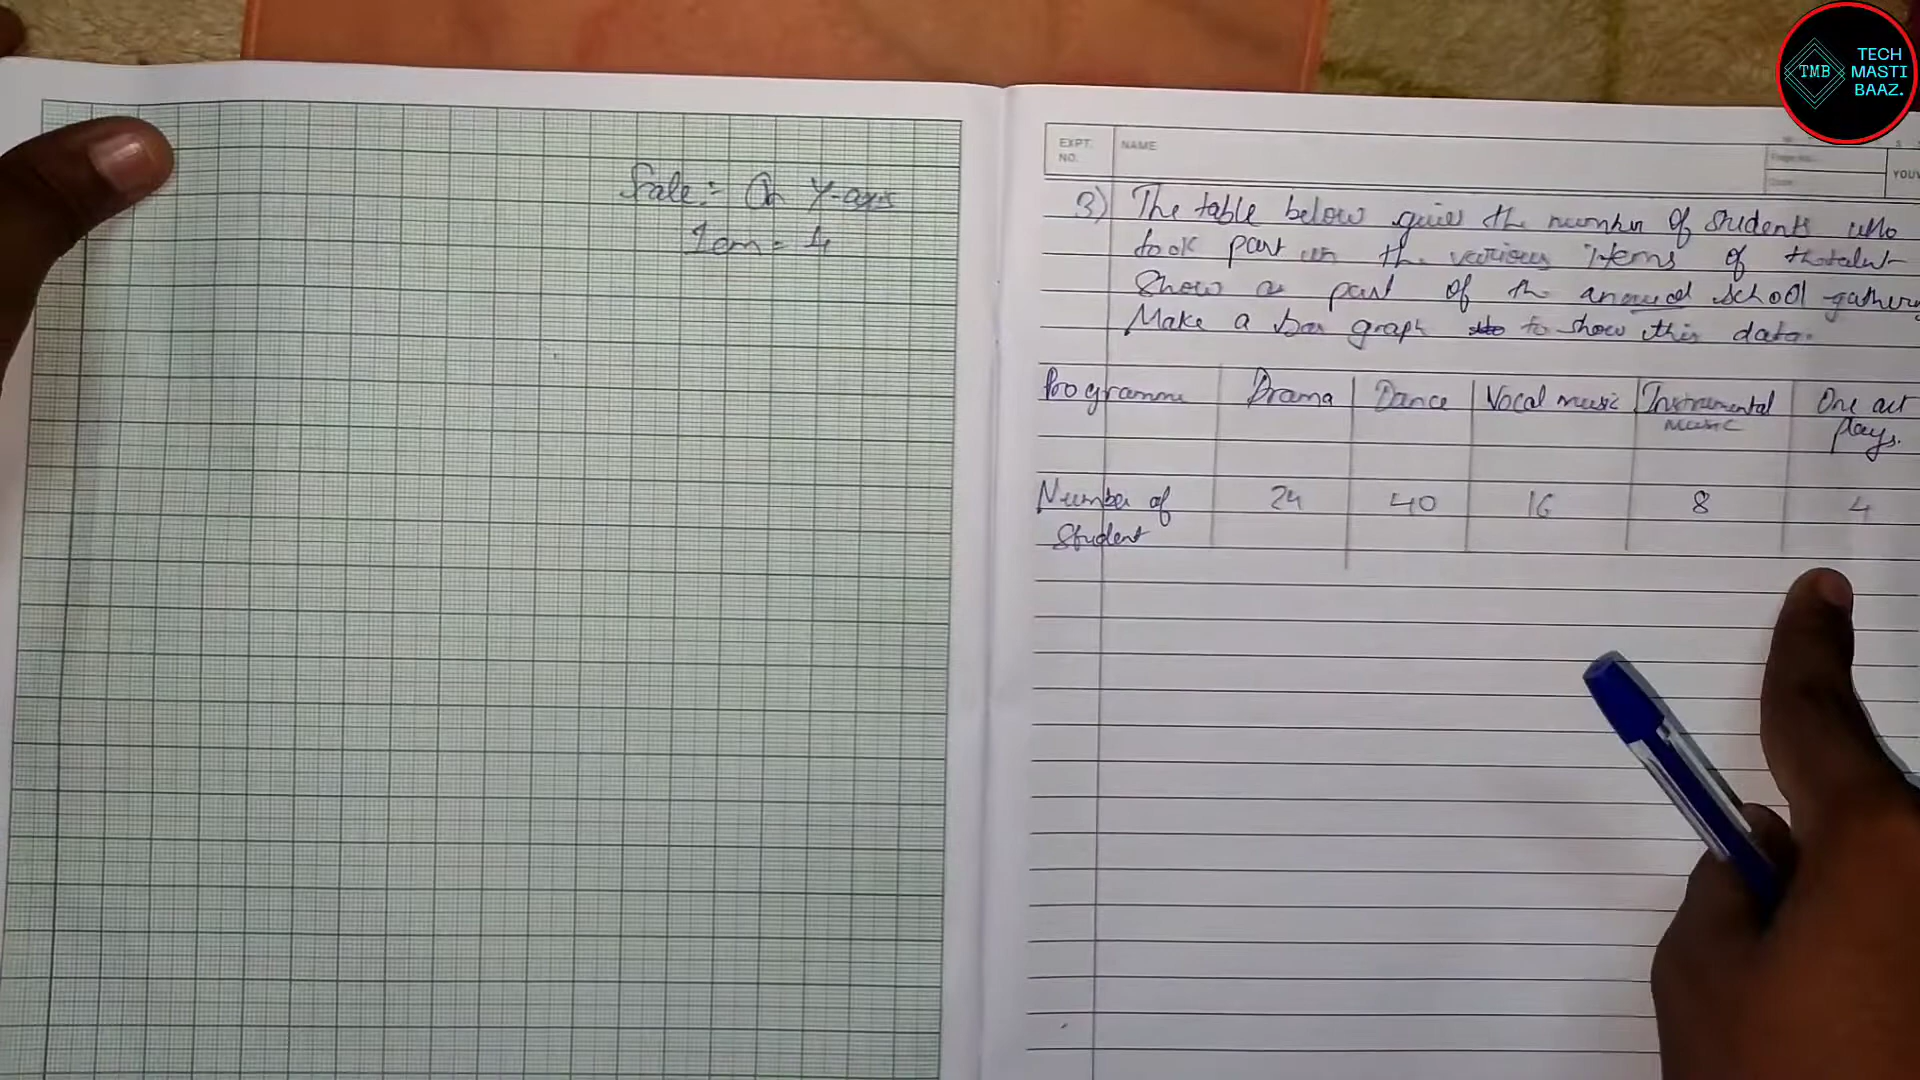 Scale:- On Y-axis
1cm = 4
EXPT. NO.
NAME
YOUV
3) The table below gives the number of students who
took part in the various items of thetalent
Show as part of the annual school gathering
Make a bar graph to show this data.
Programme Drama Dance Vocal music Instrumental music One act plays.
Number of Student 24 40 16 8 4
TMB
TECH
MASTI
BAAZ.